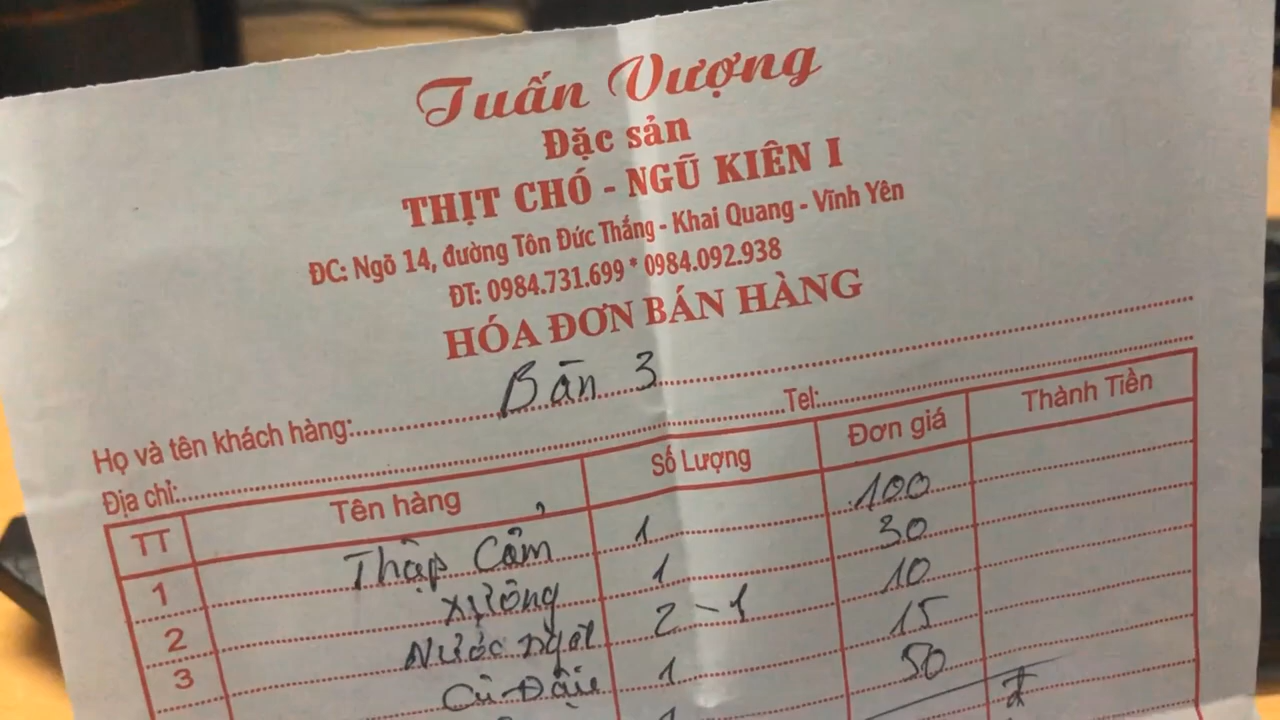 Tuấn Vượng
Đặc sản
THỊT CHÓ - NGŨ KIÊN I
ĐC: Ngõ 14, đường Tôn Đức Thắng - Khai Quang - Vĩnh Yên
ĐT: 0984.731.699 * 0984.092.938
HÓA ĐƠN BÁN HÀNG
Họ và tên khách hàng: Bàn 3
Địa chỉ: Tel:
TT Tên hàng Số Lượng Đơn giá Thành Tiền
1 Thập Cẩm 1 100
2 xương 1 30
3 Nước ngọt 2-1 10
Củ Đậu 1 15
1 50